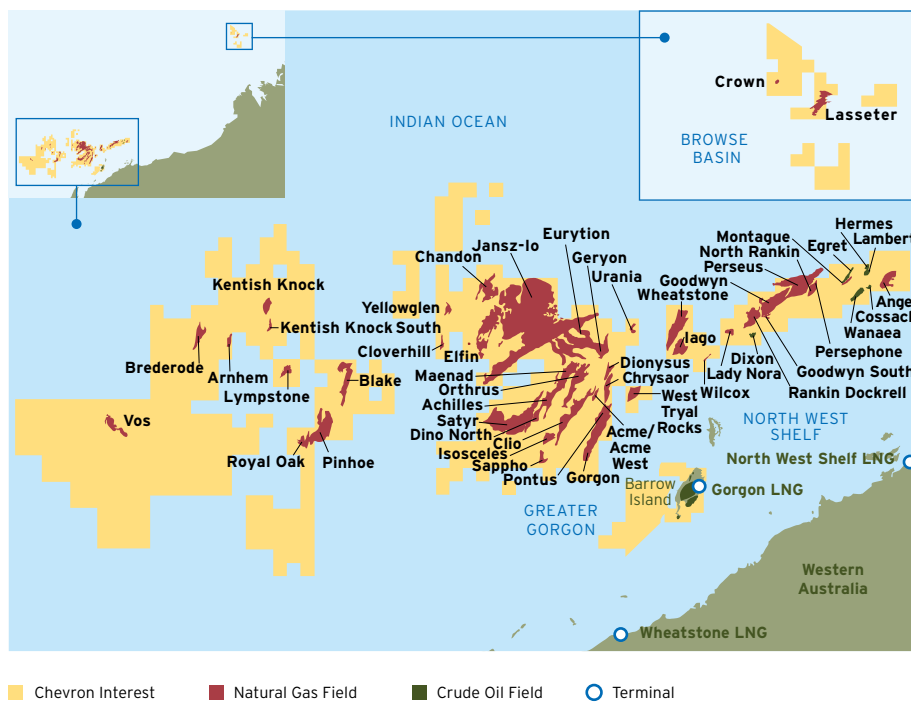 Crown
Lasseter
BROWSE
BASIN
INDIAN OCEAN
Hermes
Lambert
Eurytion
Montague
Egret
Jansz-Io
North Rankin
Chandon
Geryon
Perseus
Urania
Goodwyn
Kentish Knock
Wheatstone
Ange
Yellowglen
Cossack
Kentish Knock South
Wanaea
Iago
Persephone
Cloverhill
Elfin
Dixon
Goodwyn South
Brederode
Dionysus
Lady Nora
Arnhem
Maenad
Chrysaor
Blake
Wilcox
Rankin Dockrell
Lympstone
Orthrus
West
Tryal
Rocks
Achilles
Vos
Satyr
NORTH WEST
SHELF
Dino North
Clio
Acme/
Acme
West
Isosceles
Royal Oak
Pinhoe
Sappho
North West Shelf LNG
Pontus
Gorgon
Barrow
Island
Gorgon LNG
GREATER
GORGON
Western
Australia
Wheatstone LNG
Chevron Interest
Natural Gas Field
Crude Oil Field
Terminal